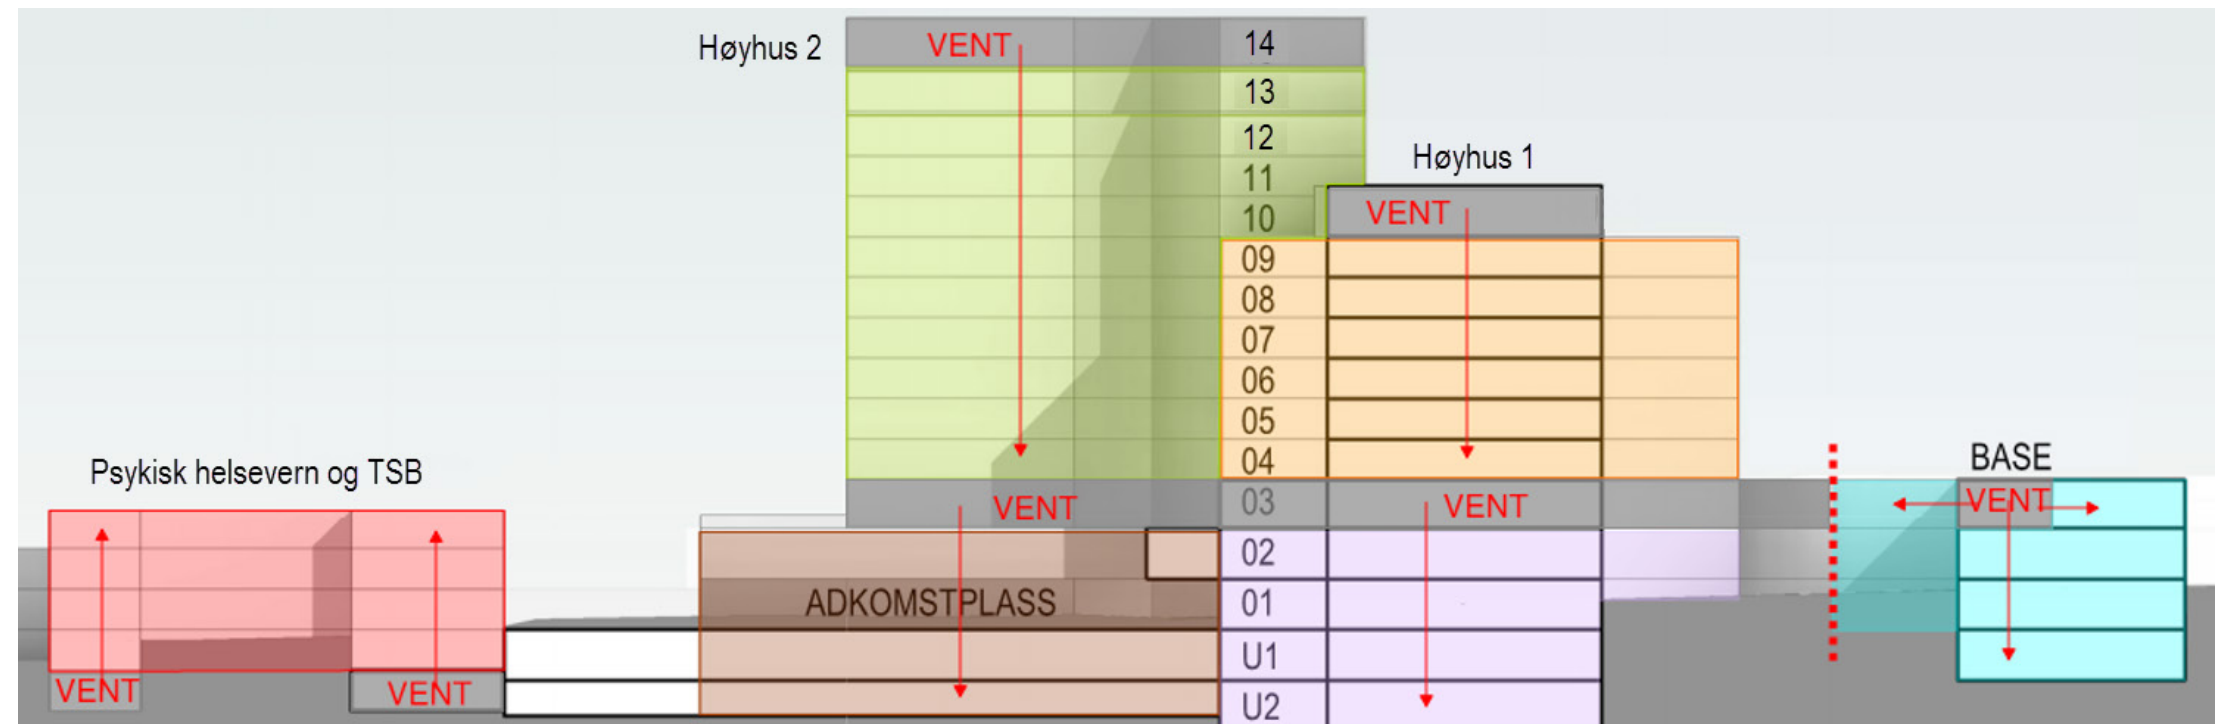 Høyhus 2
VENT
14
13
12
11
10
Høyhus 1
VENT
09
08
07
06
05
04
Psykisk helsevern og TSB
BASE
VENT
03
VENT
VENT
02
ADKOMSTPLASS
01
U1
VENT
VENT
U2